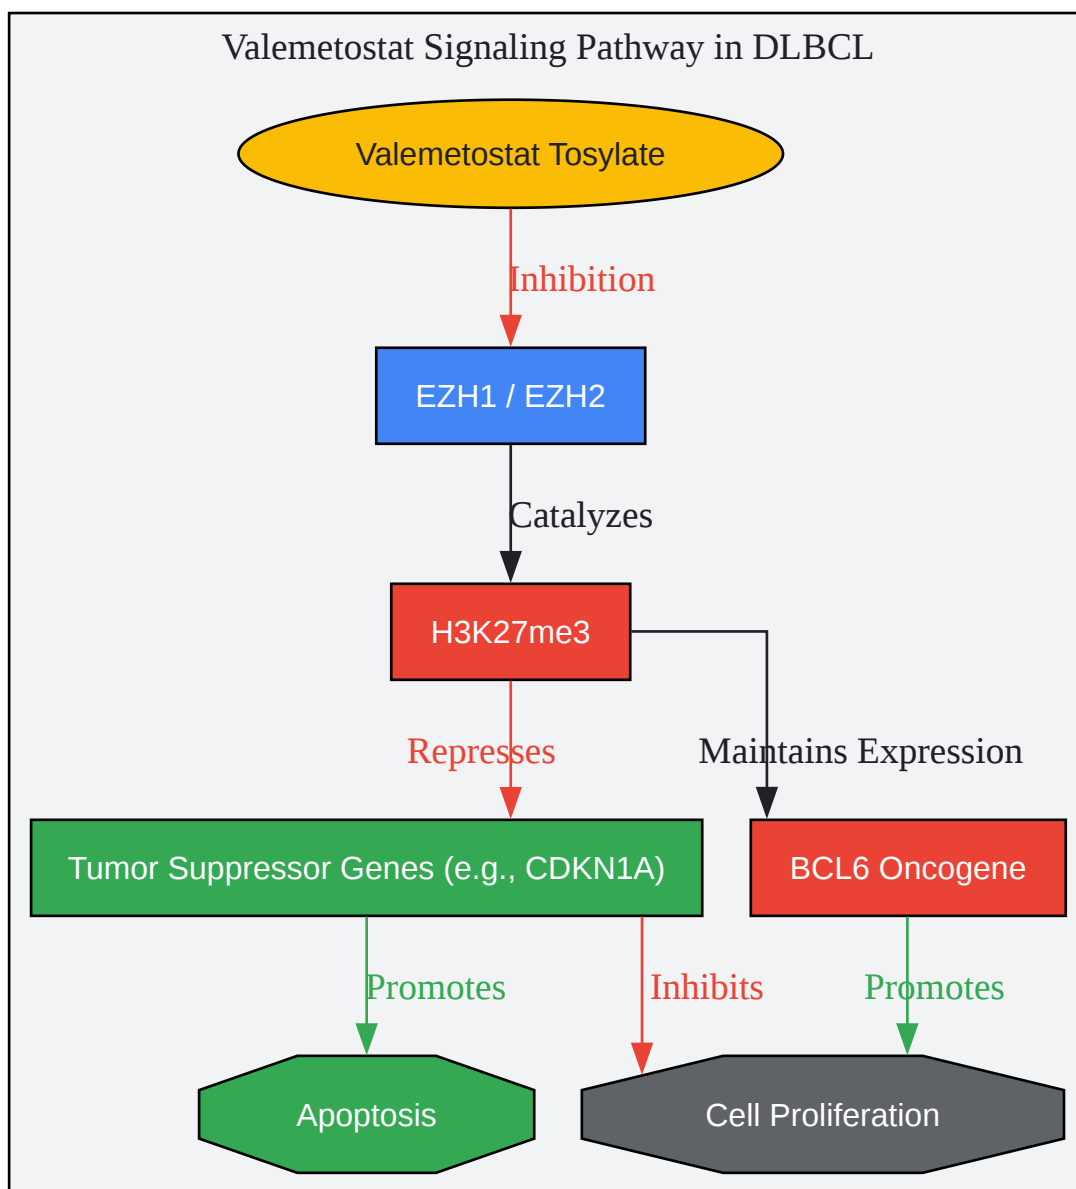 Valemetostat Signaling Pathway in DLBCL
Valemetostat Tosylate
Inhibition
EZH1 / EZH2
Catalyzes
H3K27me3
Represses
Maintains Expression
Tumor Suppressor Genes (e.g., CDKN1A)
BCL6 Oncogene
Promotes
Inhibits
Promotes
Apoptosis
Cell Proliferation